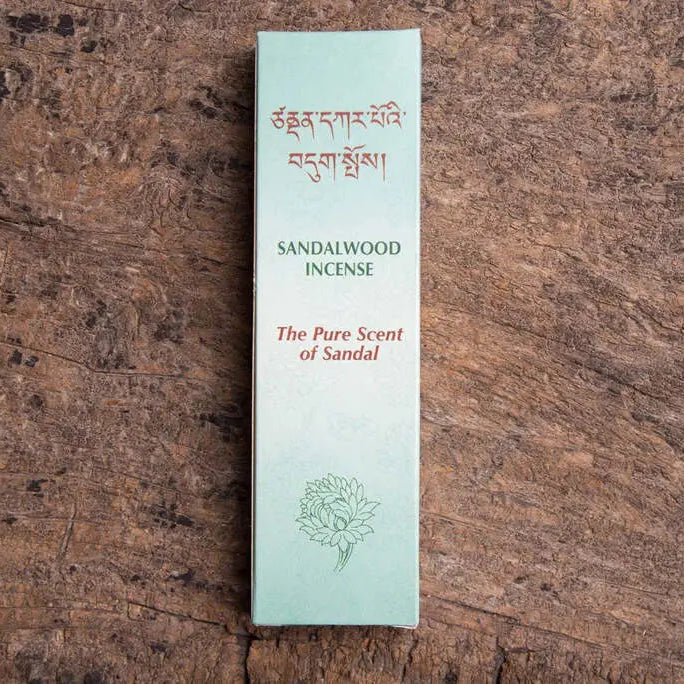 ཙནྡན་དཀར་པོའི་
བདུག་སྤོས།
SANDALWOOD
INCENSE
The Pure Scent
of Sandal